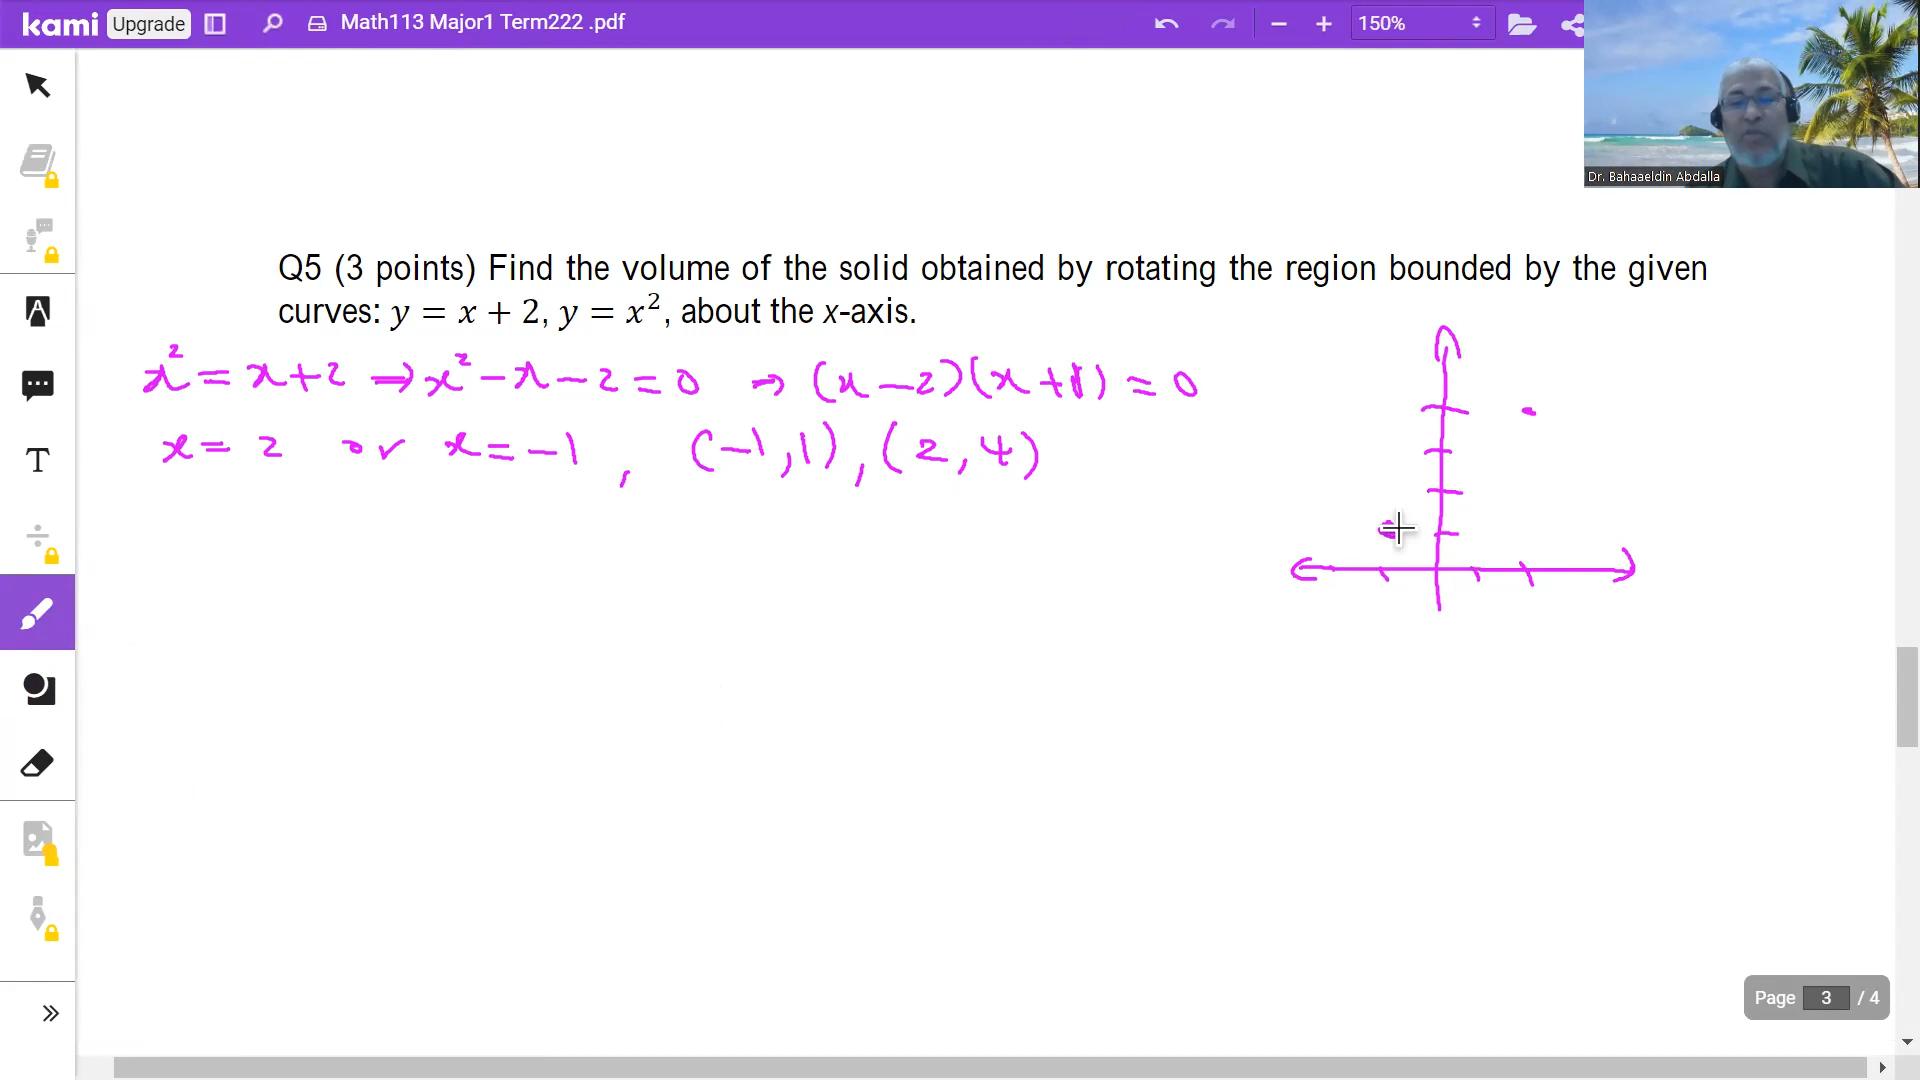 kami Upgrade Math113 Major1 Term222 .pdf 150%
Dr. Bahaaeldin Abdalla
Q5 (3 points) Find the volume of the solid obtained by rotating the region bounded by the given
curves: y = x + 2, y = x², about the x-axis.
x² = x+2 ⇒ x² - x - 2 = 0 ⇒ (x-2)(x+1) = 0
x = 2 or x = -1 , (-1,1), (2,4)
T
Page 3 / 4